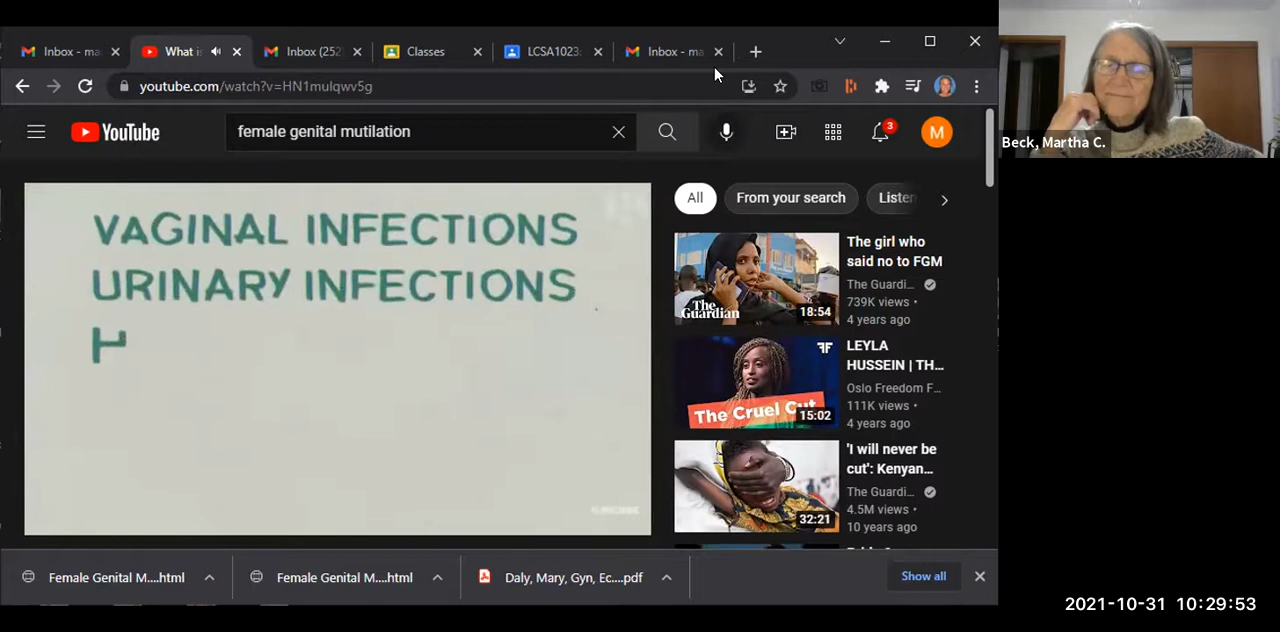 Inbox - ma
What is
Inbox (252
Classes
LCSA1023:
Inbox - ma
youtube.com/watch?v=HN1mulqwv5g
YouTube
female genital mutilation
3
M
Beck, Martha C.
VAGINAL INFECTIONS
URINARY INFECTIONS
SUBSCRIBE
All
From your search
Listen
The girl who
said no to FGM
The Guardi...
739K views •
4 years ago
The
Guardian
18:54
LEYLA
HUSSEIN | TH...
Oslo Freedom F...
111K views •
4 years ago
The Cruel Cut
15:02
'I will never be
cut': Kenyan...
The Guardi...
4.5M views •
10 years ago
32:21
Female Genital M....html
Female Genital M....html
Daly, Mary, Gyn, Ec....pdf
Show all
2021-10-31 10:29:53